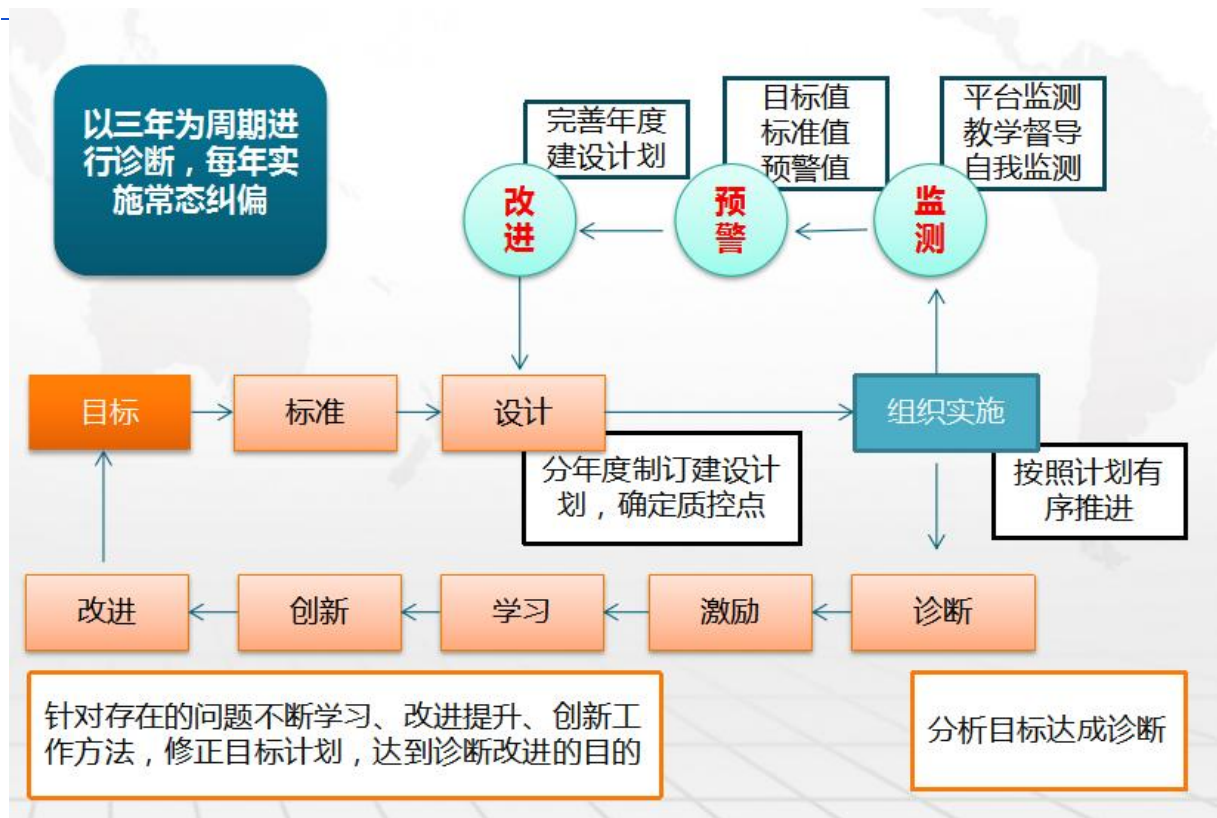 以三年为周期进
行诊断，每年实
施常态纠偏
完善年度
建设计划
目标值
标准值
预警值
平台监测
教学督导
自我监测
改
进
预
警
监
测
目标
标准
设计
组织实施
分年度制订建设计
划，确定质控点
按照计划有
序推进
改进
创新
学习
激励
诊断
针对存在的问题不断学习、改进提升、创新工
作方法，修正目标计划，达到诊断改进的目的
分析目标达成诊断